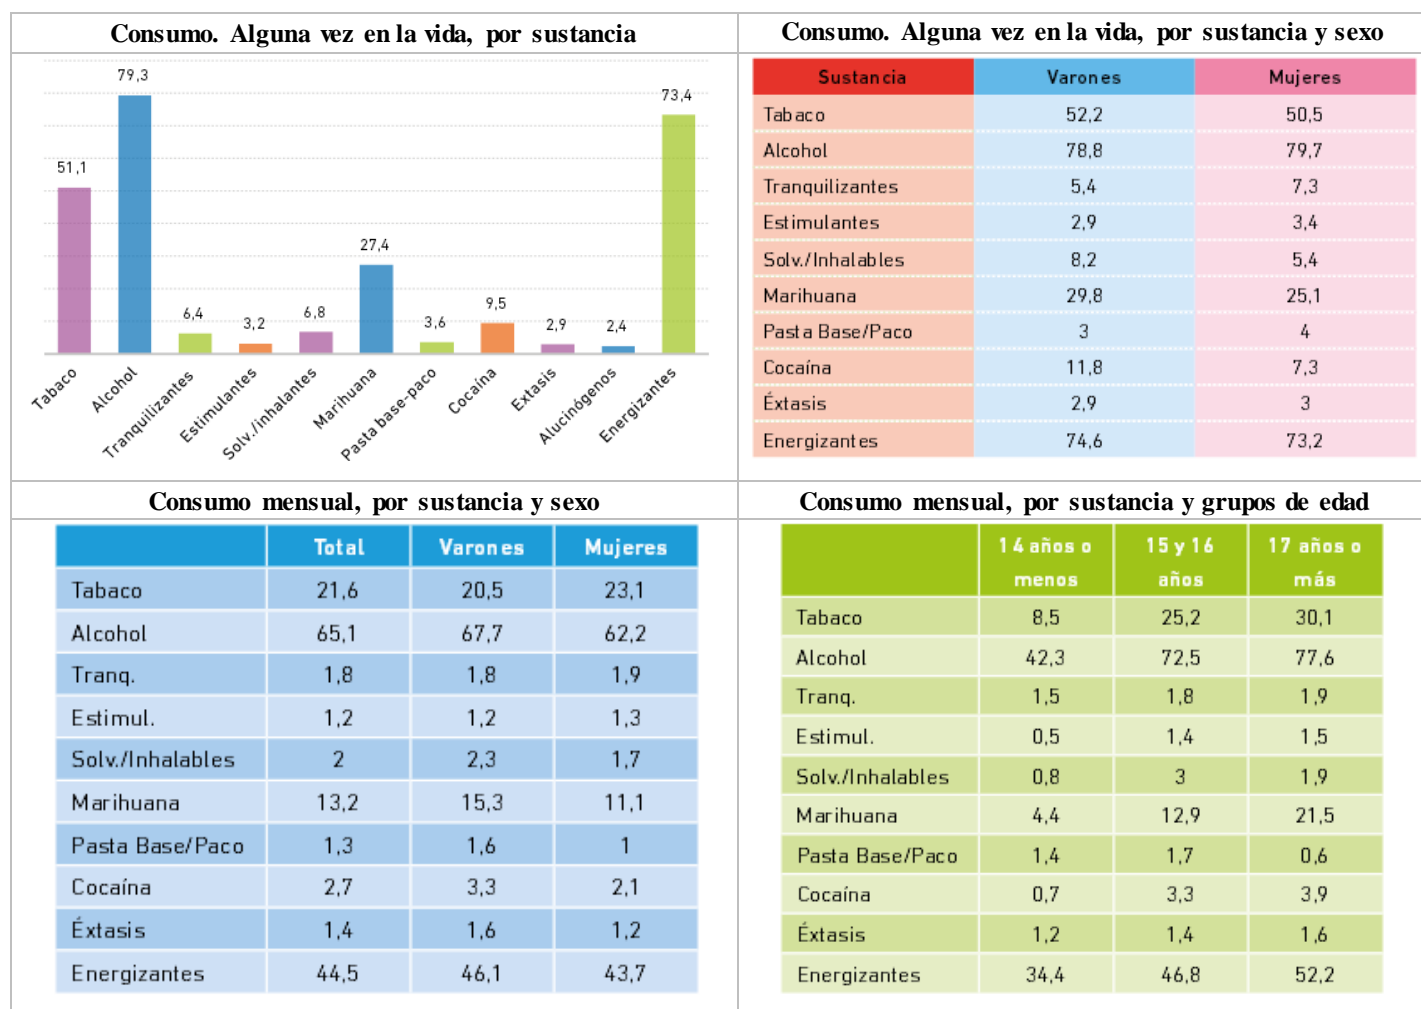 Consumo. Alguna vez en la vida, por sustancia
79,3
73,4
51,1
27,4
9,5
6,4
6,8
3,2
3,6
2,9
2,4
Tabaco
Alcohol
Tranquilizantes
Estimulantes
Solv./inhalantes
Marihuana
Pasta base-paco
Cocaína
Extasis
Alucinógenos
Energizantes
Consumo. Alguna vez en la vida, por sustancia y sexo
Sustancia Varones Mujeres
Tabaco 52,2 50,5
Alcohol 78,8 79,7
Tranquilizantes 5,4 7,3
Estimulantes 2,9 3,4
Solv./Inhalables 8,2 5,4
Marihuana 29,8 25,1
Pasta Base/Paco 3 4
Cocaína 11,8 7,3
Éxtasis 2,9 3
Energizantes 74,6 73,2
Consumo mensual, por sustancia y sexo
Total Varones Mujeres
Tabaco 21,6 20,5 23,1
Alcohol 65,1 67,7 62,2
Tranq. 1,8 1,8 1,9
Estimul. 1,2 1,2 1,3
Solv./Inhalables 2 2,3 1,7
Marihuana 13,2 15,3 11,1
Pasta Base/Paco 1,3 1,6 1
Cocaína 2,7 3,3 2,1
Éxtasis 1,4 1,6 1,2
Energizantes 44,5 46,1 43,7
Consumo mensual, por sustancia y grupos de edad
14 años o 15 y 16 17 años o
menos años más
Tabaco 8,5 25,2 30,1
Alcohol 42,3 72,5 77,6
Tranq. 1,5 1,8 1,9
Estimul. 0,5 1,4 1,5
Solv./Inhalables 0,8 3 1,9
Marihuana 4,4 12,9 21,5
Pasta Base/Paco 1,4 1,7 0,6
Cocaína 0,7 3,3 3,9
Éxtasis 1,2 1,4 1,6
Energizantes 34,4 46,8 52,2